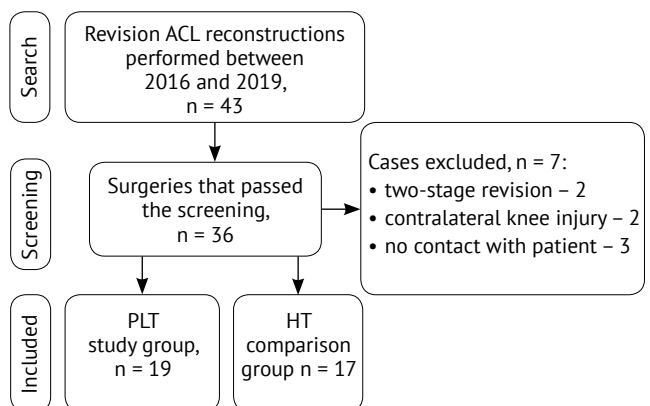 Search
Revision ACL reconstructions
performed between
2016 and 2019,
n = 43
Screening
Surgeries that passed
the screening,
n = 36
Cases excluded, n = 7:
• two-stage revision – 2
• contralateral knee injury – 2
• no contact with patient – 3
Included
PLT
study group,
n = 19
HT
comparison
group n = 17